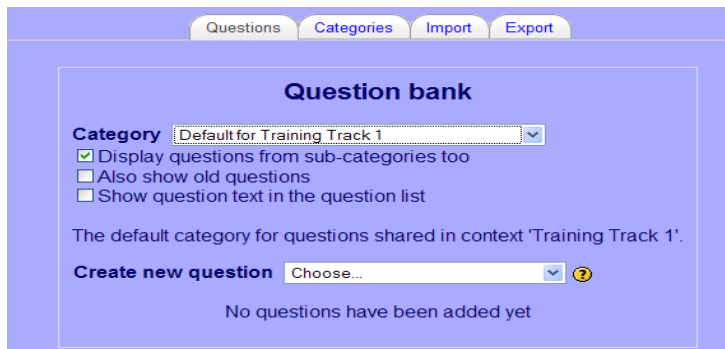 Questions Categories Import Export
Question bank
Category Default for Training Track 1
Display questions from sub-categories too
Also show old questions
Show question text in the question list
The default category for questions shared in context 'Training Track 1'.
Create new question Choose... ?
No questions have been added yet